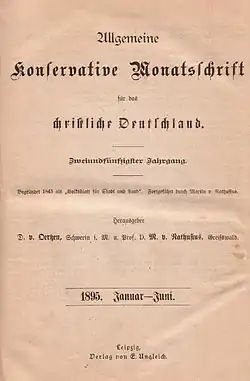 Allgemeine
Konservative Monatsschrift
für das
christliche Deutschland.
Zweiundfünfzigster Jahrgang.
Begründet 1843 als „Volksblatt für Stadt und Land“. Fortgeführt durch Martin v. Nathusius.
Herausgeber
D. v. Oertzen, Schwerin i. M. u. Prof. D. M. v. Nathusius, Greifswald.
1895. Januar—Juni.
Leipzig,
Verlag von E. Ungleich.